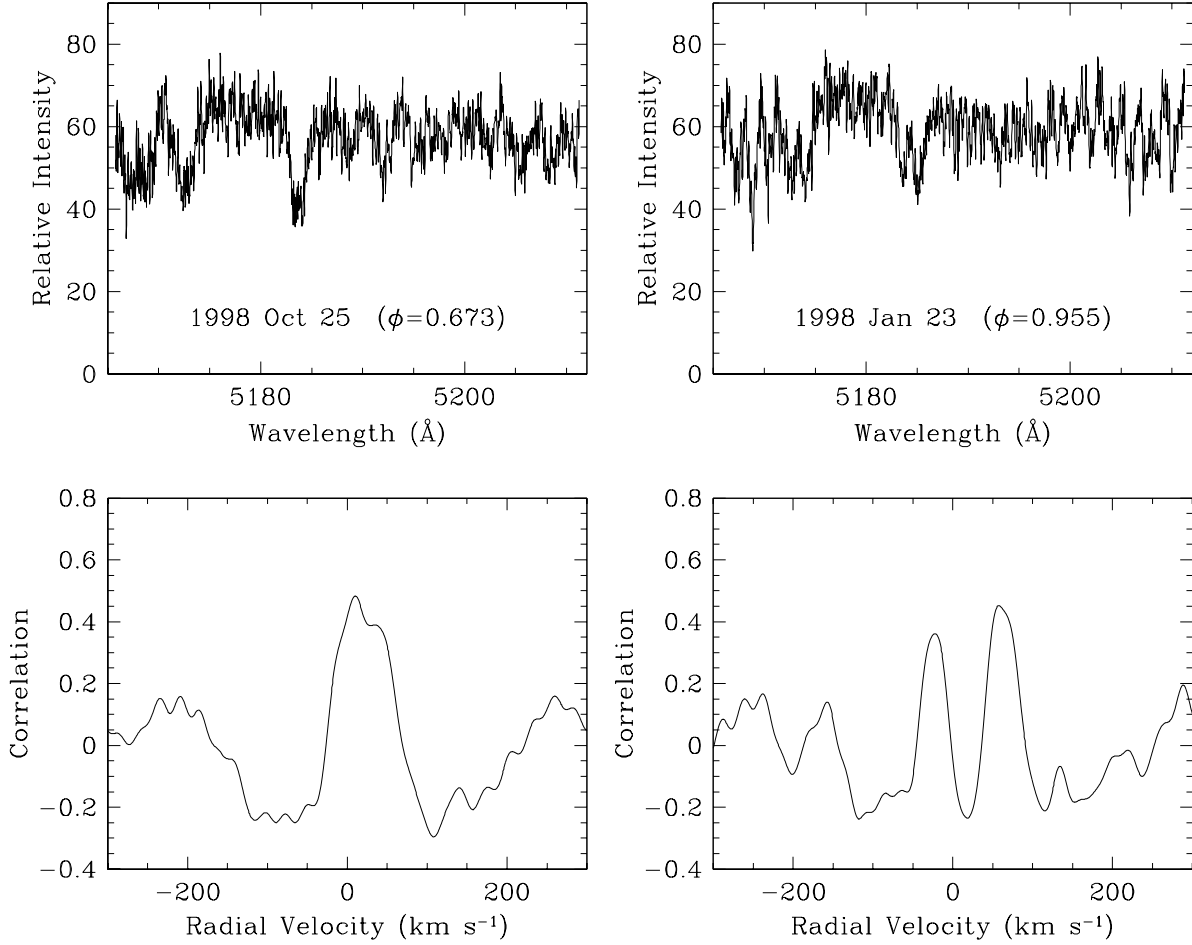 80
60
40
20
0
Relative Intensity
1998 Oct 25 (ϕ=0.673)
5180 5200
Wavelength (Å)
80
60
40
20
0
Relative Intensity
1998 Jan 23 (ϕ=0.955)
5180 5200
Wavelength (Å)
0.8
0.6
0.4
0.2
0
−0.2
−0.4
Correlation
−200 0 200
Radial Velocity (km s⁻¹)
0.8
0.6
0.4
0.2
0
−0.2
−0.4
Correlation
−200 0 200
Radial Velocity (km s⁻¹)